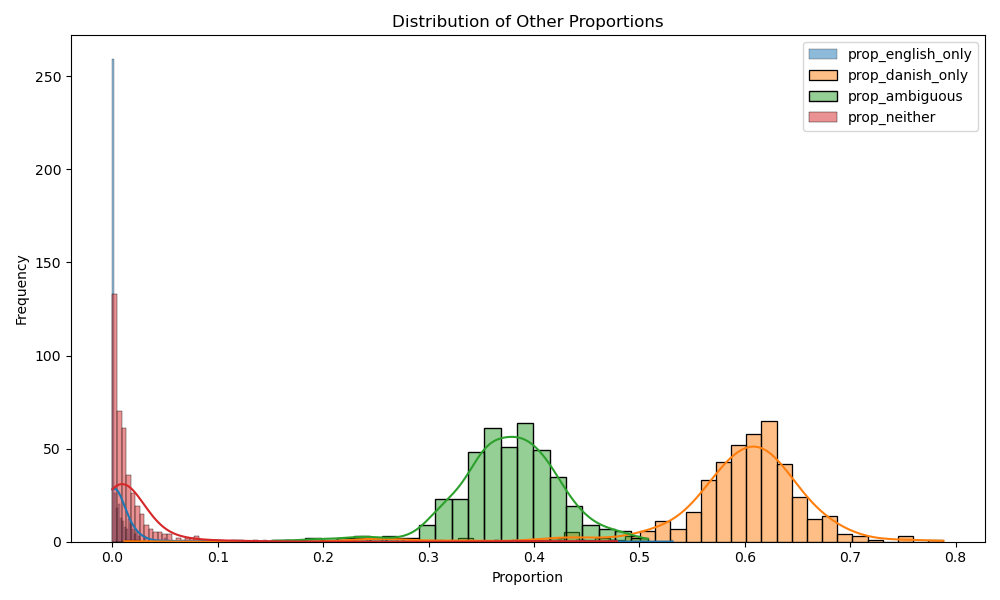 Distribution of Other Proportions
prop_english_only
prop_danish_only
prop_ambiguous
prop_neither
Frequency
250
200
150
100
50
0
0.0 0.1 0.2 0.3 0.4 0.5 0.6 0.7 0.8
Proportion